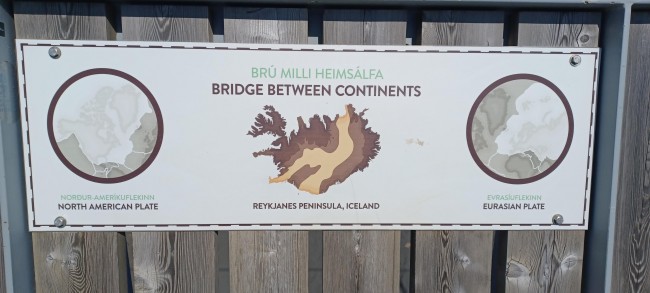 BRÚ MILLI HEIMSÁLFA
BRIDGE BETWEEN CONTINENTS
NORÐUR-AMERÍKUFLEKINN
NORTH AMERICAN PLATE
REYKJANES PENINSULA, ICELAND
EVRASÍUFLEKINN
EURASIAN PLATE